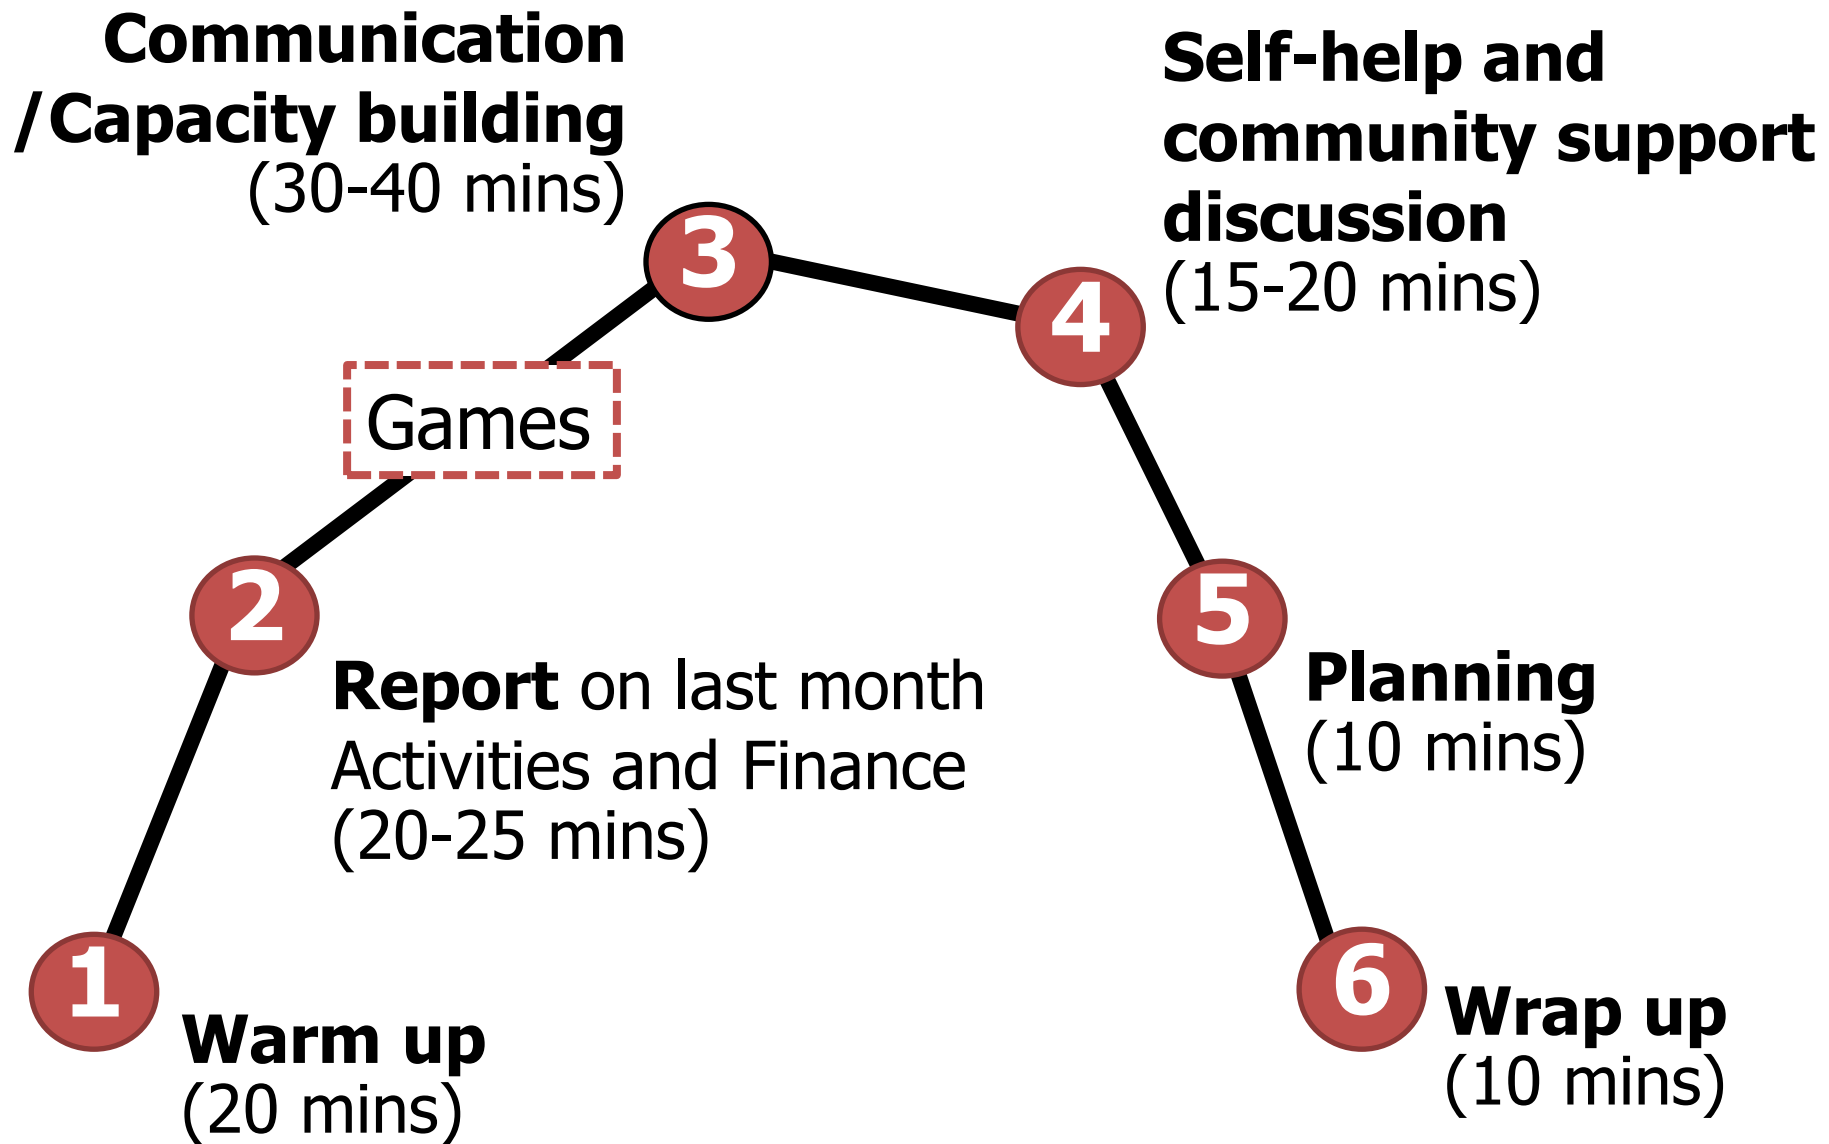 Communication
/Capacity building
(30-40 mins)
Self-help and
community support
discussion
(15-20 mins)
3
4
Games
2
5
Report on last month
Activities and Finance
(20-25 mins)
Planning
(10 mins)
1
Warm up
(20 mins)
6
Wrap up
(10 mins)